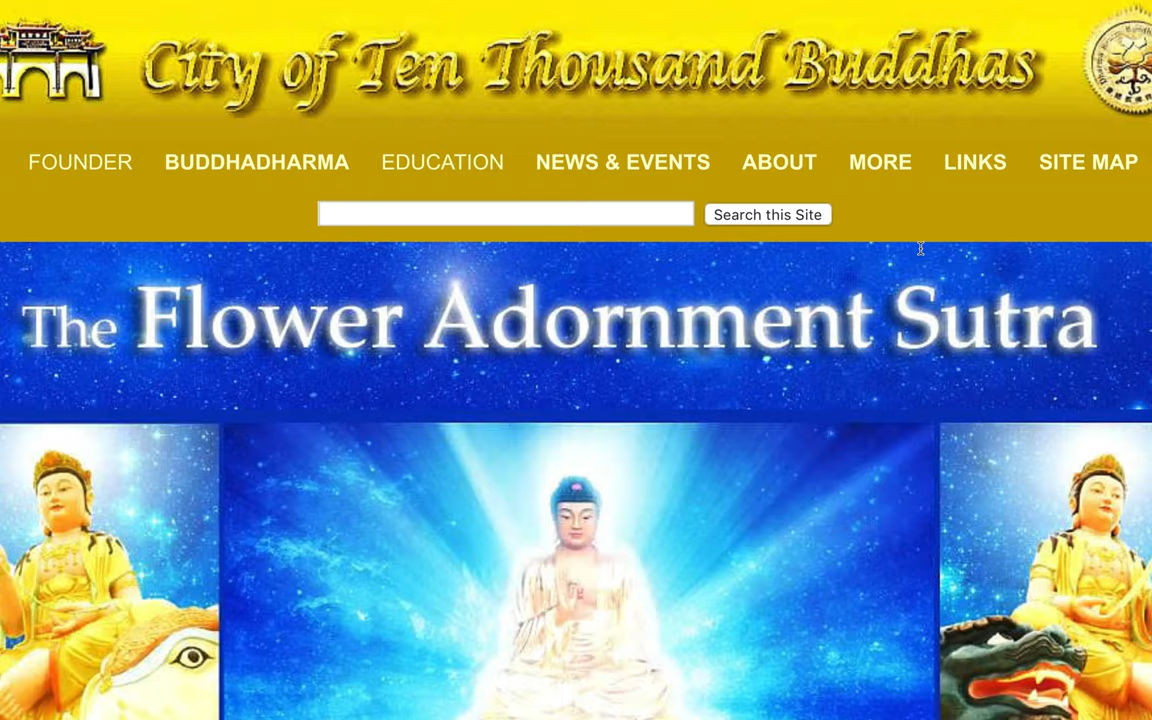 City of Ten Thousand Buddhas
FOUNDER BUDDHADHARMA EDUCATION NEWS & EVENTS ABOUT MORE LINKS SITE MAP
Search this Site
The Flower Adornment Sutra